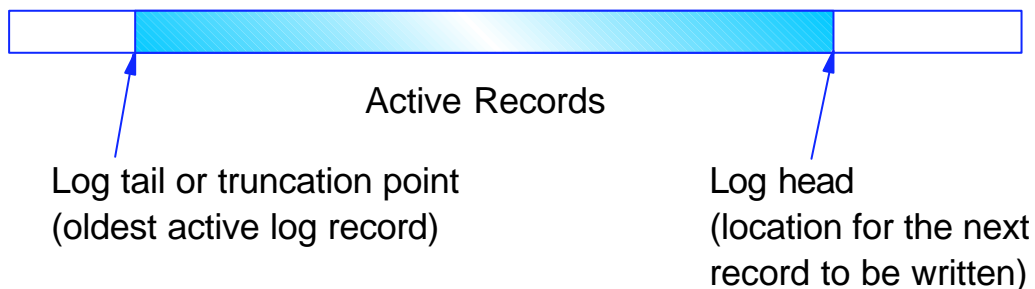 Active Records
Log tail or truncation point
(oldest active log record)
Log head
(location for the next
record to be written)